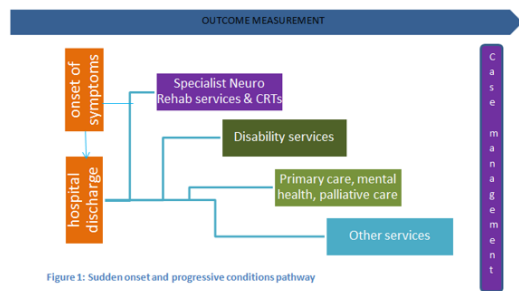 OUTCOME MEASUREMENT
onset of
symptoms
Specialist Neuro
Rehab services & CRTs
Disability services
hospital
discharge
Primary care, mental
health, palliative care
Other services
Case management
Figure 1: Sudden onset and progressive conditions pathway